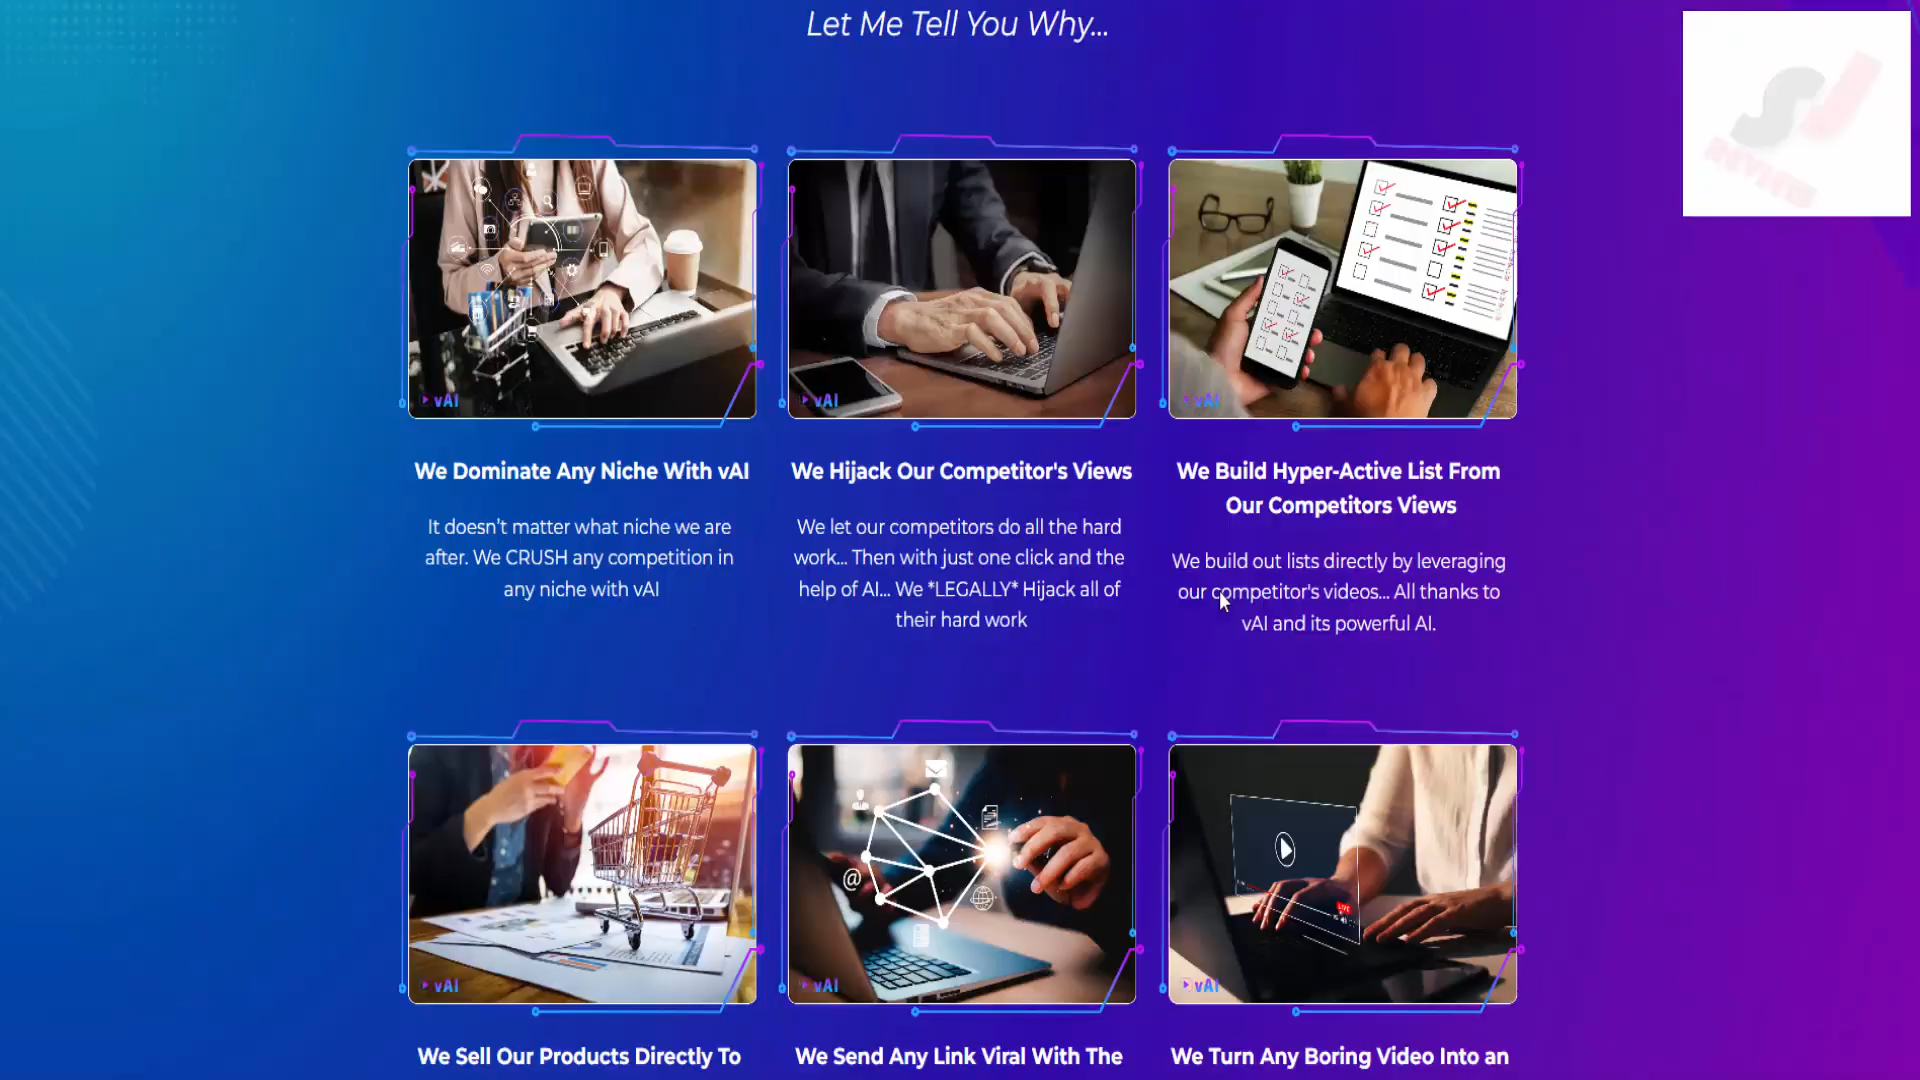 Let Me Tell You Why...
vAI
vAI
vAI
We Dominate Any Niche With vAI
It doesn't matter what niche we are
after. We CRUSH any competition in
any niche with vAI
We Hijack Our Competitor's Views
We let our competitors do all the hard
work... Then with just one click and the
help of AI... We *LEGALLY* Hijack all of
their hard work
We Build Hyper-Active List From
Our Competitors Views
We build out lists directly by leveraging
our competitor's videos... All thanks to
vAI and its powerful AI.
LIVE
vAI
vAI
vAI
We Sell Our Products Directly To
We Send Any Link Viral With The
We Turn Any Boring Video Into an